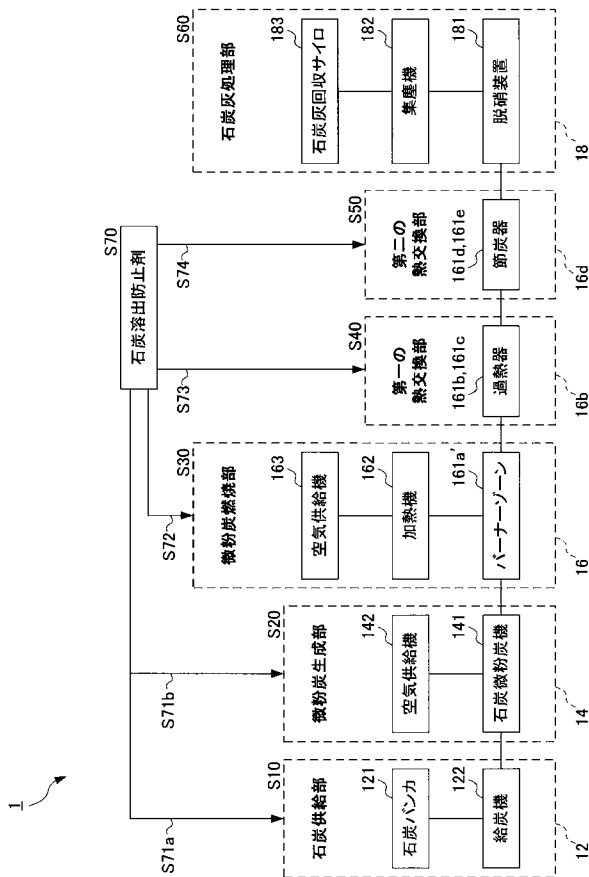 1
石炭溶出防止剤
S70
S71a
S71b
S72
S73
S74
S10
石炭供給部
121
石炭バンカ
122
給炭機
12
S20
微粉炭生成部
142
空気供給機
141
石炭微粉炭機
14
S30
微粉炭燃焼部
163
空気供給機
162
加熱機
161a'
バーナーゾーン
16
S40
第一の
熱交換部
161b,161c
過熱器
16b
S50
第二の
熱交換部
161d,161e
節炭器
16d
S60
石炭灰処理部
183
石炭灰回収サイロ
182
集塵機
181
脱硝装置
18